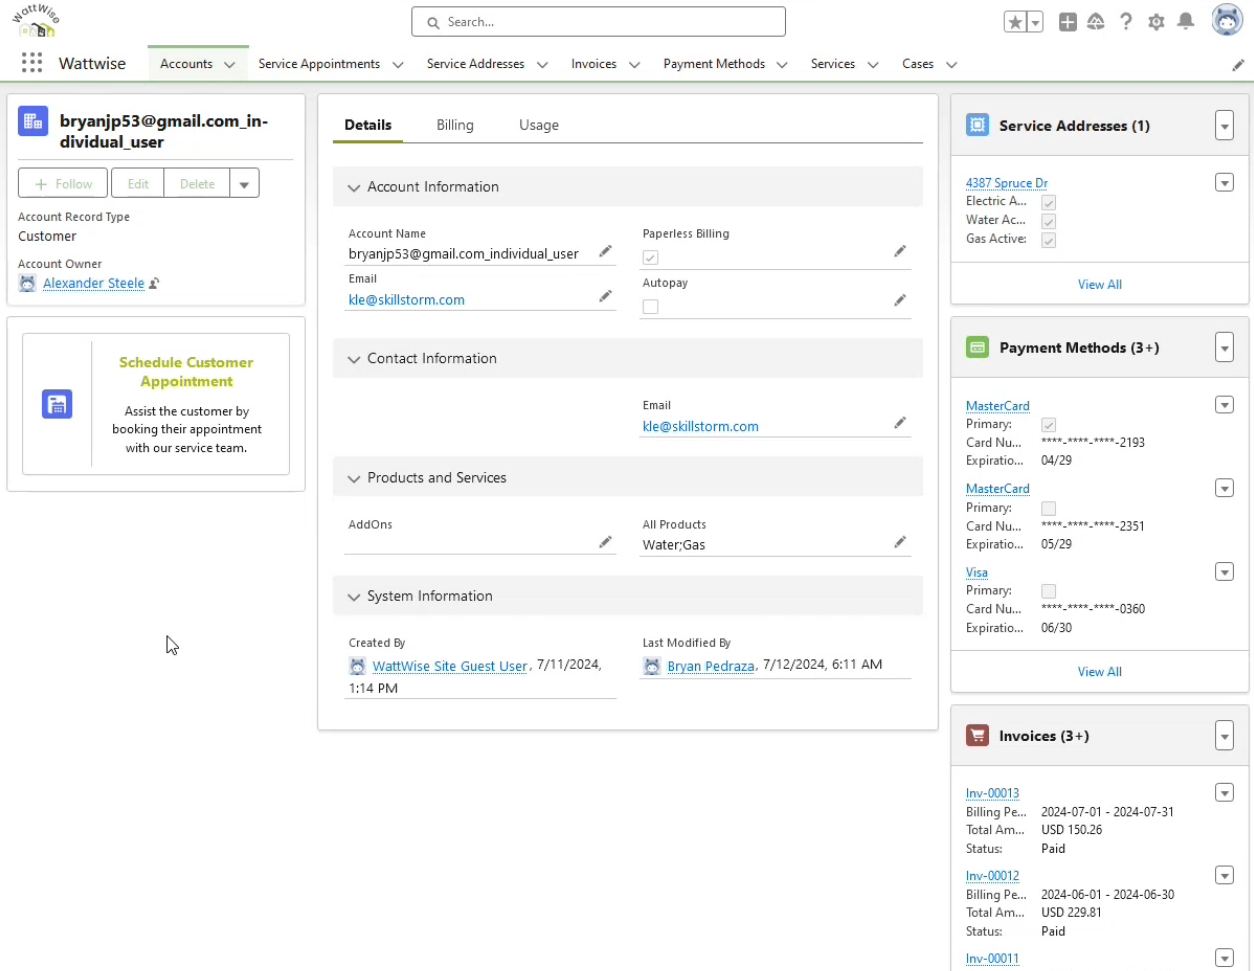 WattWise
Search...
Wattwise
Accounts
Service Appointments
Service Addresses
Invoices
Payment Methods
Services
Cases
bryanjp53@gmail.com_in-
dividual_user
Follow
Edit
Delete
Account Record Type
Customer
Account Owner
Alexander Steele
Schedule Customer
Appointment
Assist the customer by
booking their appointment
with our service team.
Details
Billing
Usage
Account Information
Account Name
bryanjp53@gmail.com_individual_user
Email
kle@skillstorm.com
Paperless Billing
Autopay
Contact Information
Email
kle@skillstorm.com
Products and Services
AddOns
All Products
Water;Gas
System Information
Created By
WattWise Site Guest User, 7/11/2024,
1:14 PM
Last Modified By
Bryan Pedraza, 7/12/2024, 6:11 AM
Service Addresses (1)
4387 Spruce Dr
Electric A...
Water Ac...
Gas Active:
View All
Payment Methods (3+)
MasterCard
Primary:
Card Nu... ****-****-****-2193
Expiratio... 04/29
MasterCard
Primary:
Card Nu... ****-****-****-2351
Expiratio... 05/29
Visa
Primary:
Card Nu... ****-****-****-0360
Expiratio... 06/30
View All
Invoices (3+)
Inv-00013
Billing Pe... 2024-07-01 - 2024-07-31
Total Am... USD 150.26
Status: Paid
Inv-00012
Billing Pe... 2024-06-01 - 2024-06-30
Total Am... USD 229.81
Status: Paid
Inv-00011